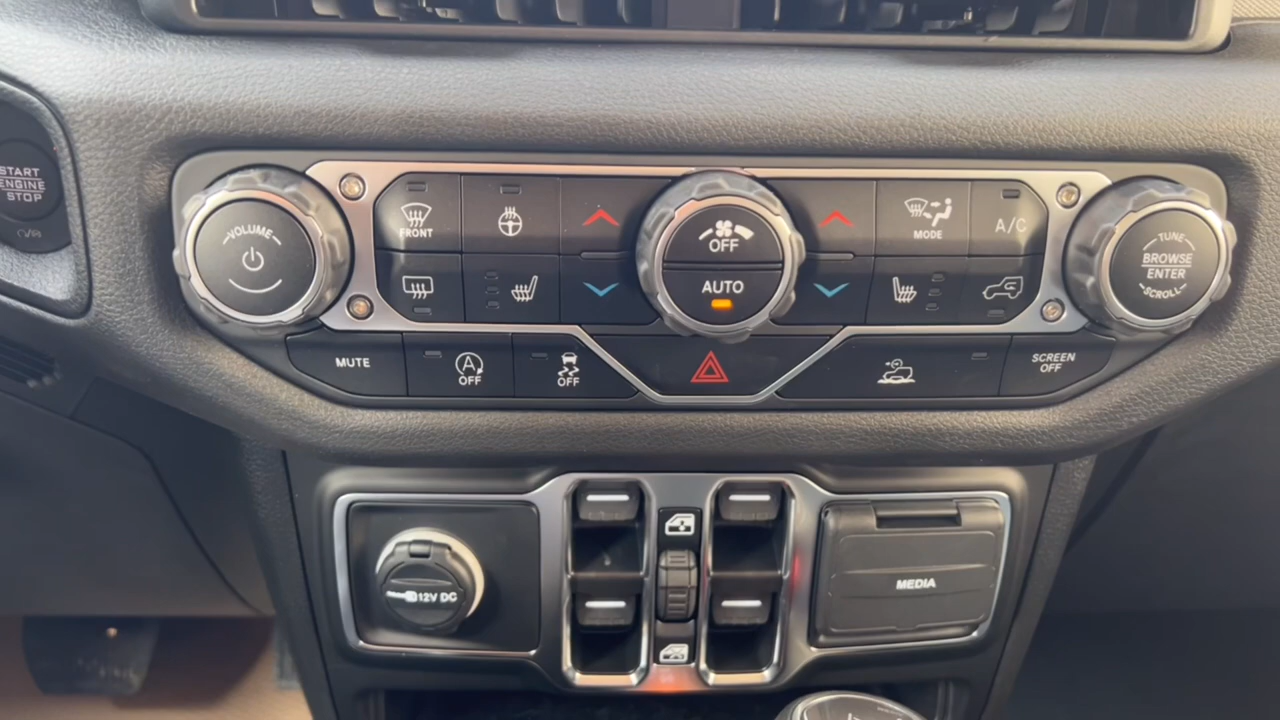 START
ENGINE
STOP
VOLUME
FRONT
OFF
AUTO
MODE
A/C
TUNE
BROWSE
ENTER
SCROLL
MUTE
A
OFF
OFF
SCREEN
OFF
12V DC
MEDIA